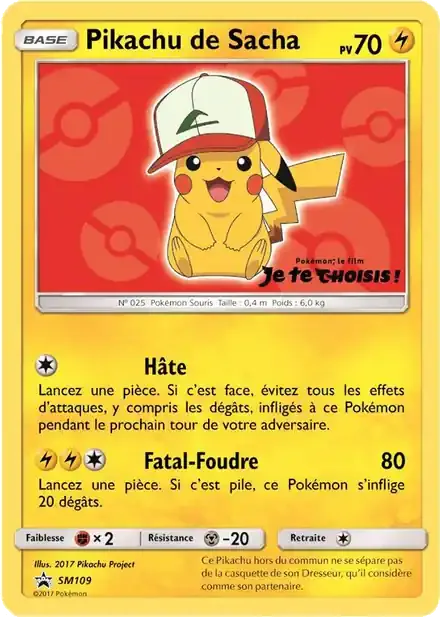 BASE Pikachu de Sacha PV70
Pokémon, le film
Je te CHOISIS !
N° 025 Pokémon Souris Taille : 0,4 m Poids : 6,0 kg
Hâte
Lancez une pièce. Si c'est face, évitez tous les effets
d'attaques, y compris les dégâts, infligés à ce Pokémon
pendant le prochain tour de votre adversaire.
Fatal-Foudre 80
Lancez une pièce. Si c'est pile, ce Pokémon s'inflige
20 dégâts.
Faiblesse ×2 Résistance -20 Retraite
Illus. 2017 Pikachu Project
SM109
©2017 Pokémon
Ce Pikachu hors du commun ne se sépare pas
de la casquette de son Dresseur, qu'il considère
comme son partenaire.